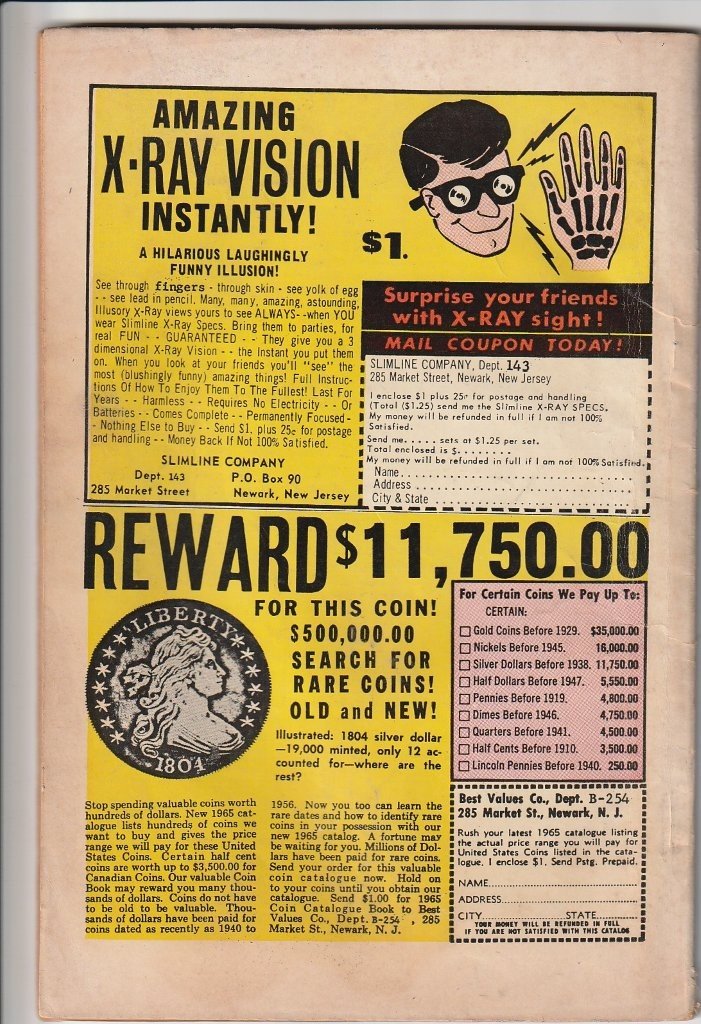 AMAZING
X-RAY VISION
INSTANTLY!
A HILARIOUS LAUGHINGLY
FUNNY ILLUSION!
See through fingers - through skin - see yolk of egg
- - see lead in pencil. Many, many, amazing, astounding,
Illusory X-Ray views yours to see ALWAYS--when YOU
wear Slimline X-Ray Specs. Bring them to parties, for
real FUN - - GUARANTEED - - They give you a 3
dimensional X-Ray Vision - - the Instant you put them
on. When you look at your friends you'll "see" the
most (blushingly funny) amazing things! Full Instruc-
tions Of How To Enjoy Them To The Fullest! Last For
Years - - Harmless - - Requires No Electricity - - Or
Batteries - - Comes Complete - - Permanently Focused-
- Nothing Else to Buy - - Send $1. plus 25¢ for postage
and handling - - Money Back If Not 100% Satisfied.
SLIMLINE COMPANY
Dept. 143 P.O. Box 90
285 Market Street Newark, New Jersey
$1.
Surprise your friends
with X-RAY sight!
MAIL COUPON TODAY!
SLIMLINE COMPANY, Dept. 143
285 Market Street, Newark, New Jersey
I enclose $1 plus 25¢ for postage and handling
(Total ($1.25) send me the Slimline X-RAY SPECS.
My money will be refunded in full if I am not 100%
Satisfied.
Send me..... sets at $1.25 per set.
Total enclosed is $........
My money will be refunded in full if I am not 100% Satisfied.
Name
Address
City & State
REWARD $11,750.00
FOR THIS COIN!
$500,000.00
SEARCH FOR
RARE COINS!
OLD and NEW!
LIBERTY
1804
Illustrated: 1804 silver dollar
—19,000 minted, only 12 ac-
counted for—where are the
rest?
Stop spending valuable coins worth
hundreds of dollars. New 1965 cat-
alogue lists hundreds of coins we
want to buy and gives the price
range we will pay for these United
States Coins. Certain half cent
coins are worth up to $3,500.00 for
Canadian Coins. Our valuable Coin
Book may reward you many thou-
sands of dollars. Coins do not have
to be old to be valuable. Thou-
sands of dollars have been paid for
coins dated as recently as 1940 to
1956. Now you too can learn the
rare dates and how to identify rare
coins in your possession with our
new 1965 catalog. A fortune may
be waiting for you. Millions of Dol-
lars have been paid for rare coins.
Send your order for this valuable
coin catalogue now. Hold on
to your coins until you obtain our
catalogue. Send $1.00 for 1965
Coin Catalogue Book to Best
Values Co., Dept. B-254 , 285
Market St., Newark, N. J.
For Certain Coins We Pay Up To:
CERTAIN:
Gold Coins Before 1929. $35,000.00
Nickels Before 1945. 16,000.00
Silver Dollars Before 1938. 11,750.00
Half Dollars Before 1947. 5,550.00
Pennies Before 1919. 4,800.00
Dimes Before 1946. 4,750.00
Quarters Before 1941. 4,500.00
Half Cents Before 1910. 3,500.00
Lincoln Pennies Before 1940. 250.00
Best Values Co., Dept. B-254
285 Market St., Newark, N. J.
Rush your latest 1965 catalogue listing
the actual price range you will pay for
United States Coins listed in the cata-
logue. I enclose $1. Send Pstg. Prepaid.
NAME
ADDRESS
CITY STATE
YOUR MONEY WILL BE REFUNDED IN FULL
IF YOU ARE NOT SATISFIED WITH THIS CATALOG